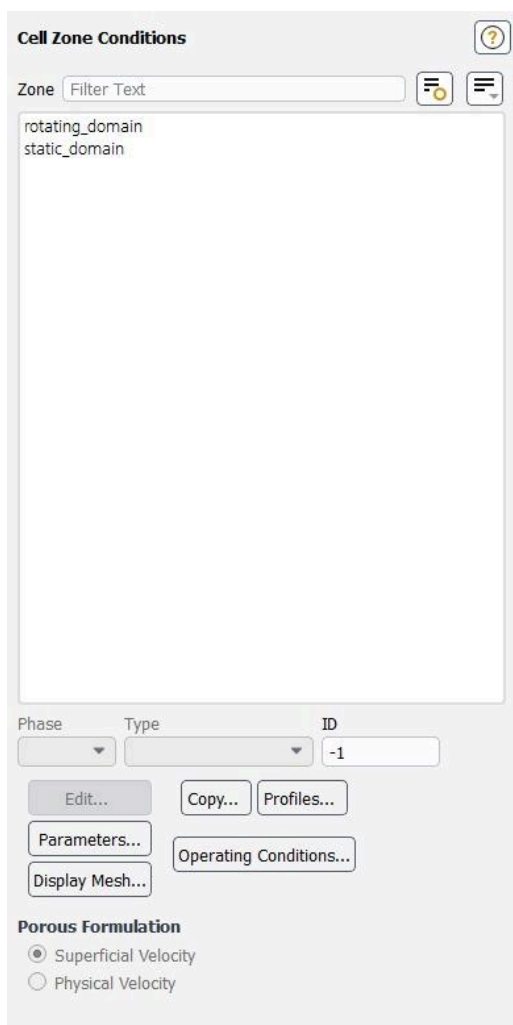 Cell Zone Conditions
?
Zone Filter Text
rotating_domain
static_domain
Phase Type ID
-1
Edit... Copy... Profiles...
Parameters...
Operating Conditions...
Display Mesh...
Porous Formulation
Superficial Velocity
Physical Velocity